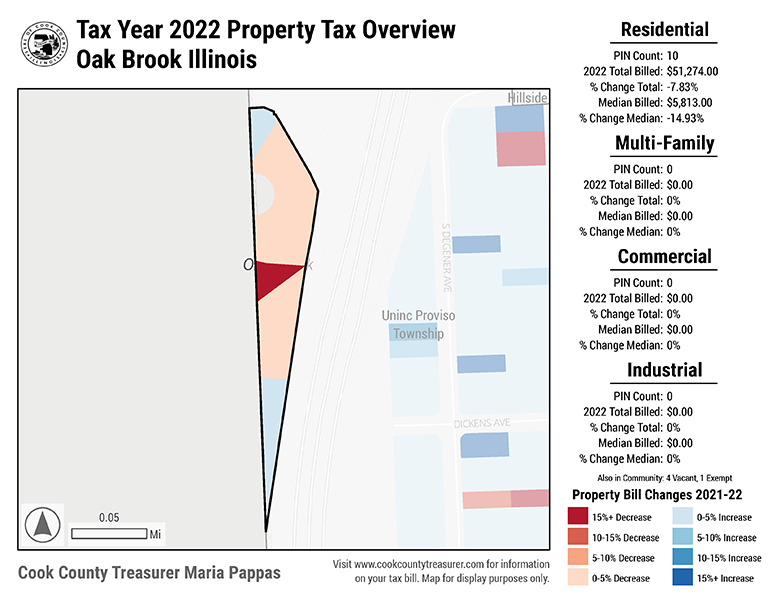 Tax Year 2022 Property Tax Overview
Oak Brook Illinois
Hillside
O k
S DEGENER AVE
Uninc Proviso
Township
DICKENS AVE
0.05
Mi
Cook County Treasurer Maria Pappas
Visit www.cookcountytreasurer.com for information
on your tax bill. Map for display purposes only.
Residential
PIN Count: 10
2022 Total Billed: $51,274.00
% Change Total: -7.83%
Median Billed: $5,813.00
% Change Median: -14.93%
Multi-Family
PIN Count: 0
2022 Total Billed: $0.00
% Change Total: 0%
Median Billed: $0.00
% Change Median: 0%
Commercial
PIN Count: 0
2022 Total Billed: $0.00
% Change Total: 0%
Median Billed: $0.00
% Change Median: 0%
Industrial
PIN Count: 0
2022 Total Billed: $0.00
% Change Total: 0%
Median Billed: $0.00
% Change Median: 0%
Also in Community: 4 Vacant, 1 Exempt
Property Bill Changes 2021-22
15%+ Decrease
10-15% Decrease
5-10% Decrease
0-5% Decrease
0-5% Increase
5-10% Increase
10-15% Increase
15%+ Increase